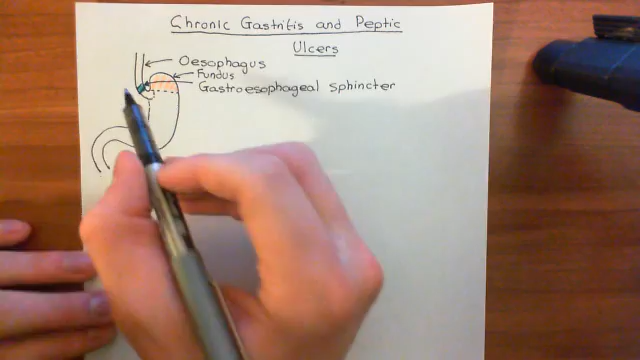 Chronic Gastritis and Peptic
Ulcers
Oesophagus
Fundus
Gastroesophageal sphincter